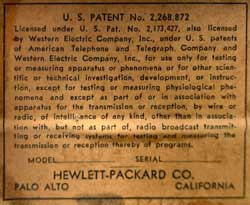 U. S. PATENT No. 2,268,872
Licensed under U. S. Pat. No. 2,173,427, also licensed
under Western Electric Company, Inc., under U. S. patents
of American Telephone and Telegraph Company and
Western Electric Company, Inc., for use only for testing
or measuring apparatus or phenomena or for other scien-
tific or technical investigation, development, or instruc-
tion, except for testing or measuring physiological phe-
nomena and except as part of or in association with
apparatus for the transmission or reception, by wire or
radio, of intelligence of any kind, other than in associa-
tion with, but not as part of, radio broadcast transmit-
ting or receiving systems for testing and measuring the
transmission or reception thereby of programs.
MODEL SERIAL
HEWLETT-PACKARD CO.
PALO ALTO CALIFORNIA